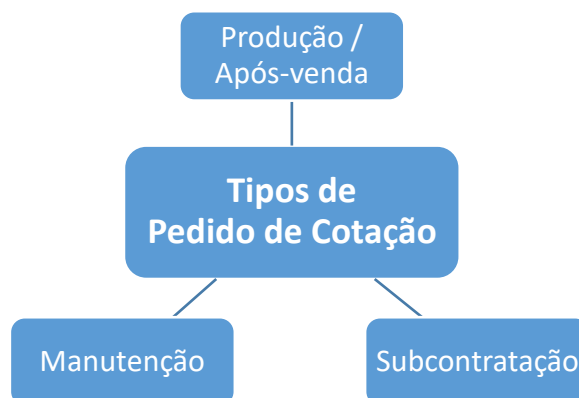 Produção /
Após-venda
Tipos de
Pedido de Cotação
Manutenção
Subcontratação